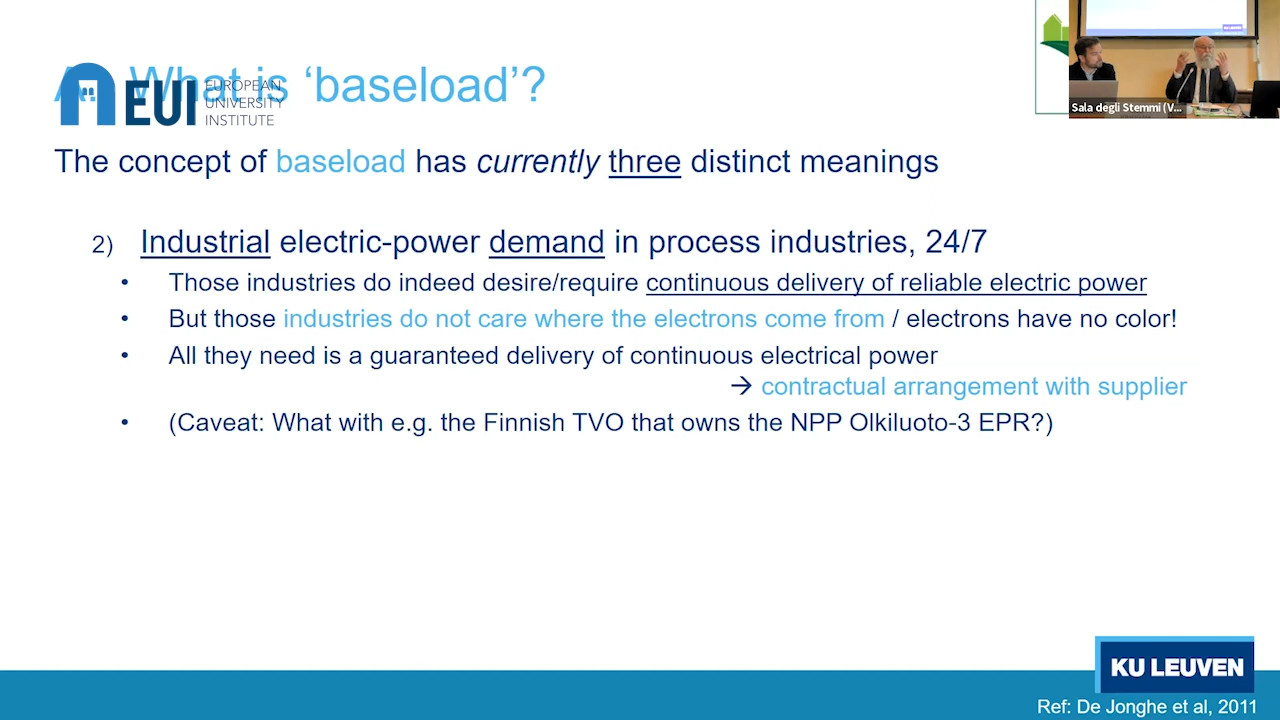 What is 'baseload'?
EUI EUROPEAN
UNIVERSITY
INSTITUTE
Sala degli Stemmi (V...
The concept of baseload has currently three distinct meanings
2) Industrial electric-power demand in process industries, 24/7
• Those industries do indeed desire/require continuous delivery of reliable electric power
• But those industries do not care where the electrons come from / electrons have no color!
• All they need is a guaranteed delivery of continuous electrical power
→ contractual arrangement with supplier
• (Caveat: What with e.g. the Finnish TVO that owns the NPP Olkiluoto-3 EPR?)
KU LEUVEN
Ref: De Jonghe et al, 2011